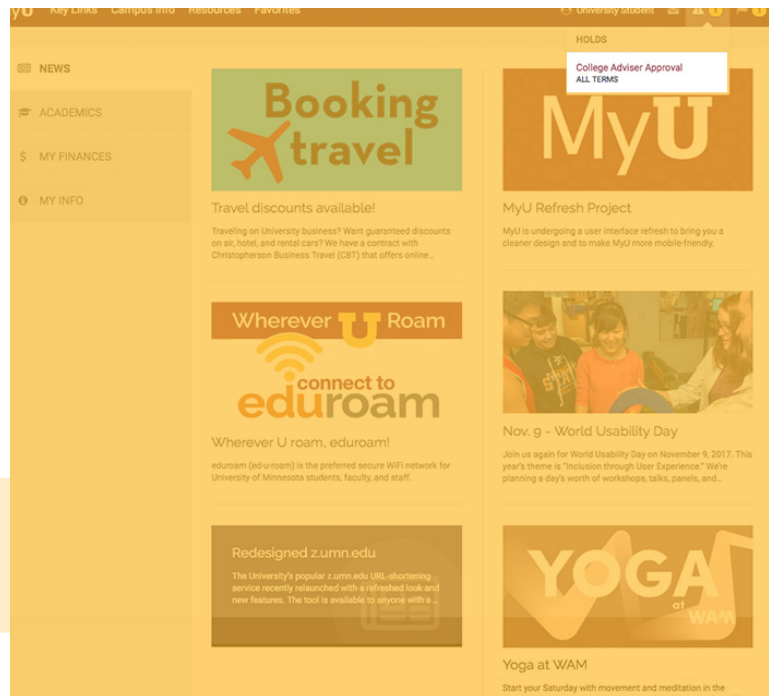 yU Key Links Campus Info Resources Favorites University Student 1 1
HOLDS
College Adviser Approval
ALL TERMS
NEWS
ACADEMICS
$ MY FINANCES
MY INFO
Booking
travel
Travel discounts available!
Traveling on University business? Want guaranteed discounts
on air, hotel, and rental cars? We have a contract with
Christopherson Business Travel (CBT) that offers online...
Wherever U Roam
connect to
eduroam
Wherever U roam, eduroam!
eduroam (ed-u-roam) is the preferred secure WiFi network for
University of Minnesota students, faculty, and staff.
Redesigned z.umn.edu
The University's popular z.umn.edu URL-shortening
service recently relaunched with a refreshed look and
new features. The tool is available to anyone with a...
MyU
MyU Refresh Project
MyU is undergoing a user interface refresh to bring you a
cleaner design and to make MyU more mobile-friendly.
Nov. 9 - World Usability Day
Join us again for World Usability Day on November 9, 2017. This
year's theme is "Inclusion through User Experience." We're
planning a day's worth of workshops, talks, panels, and...
YOGA
at
WAM
Yoga at WAM
Start your Saturday with movement and meditation in the